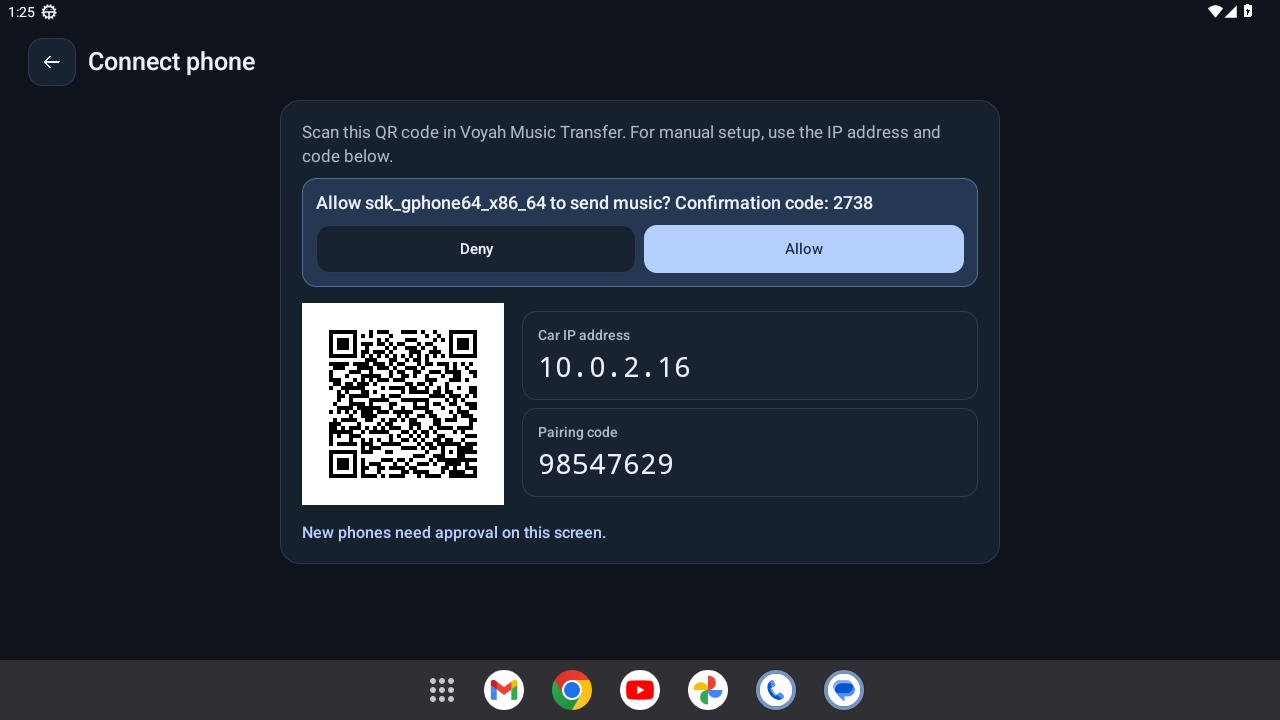 1:25
Connect phone
Scan this QR code in Voyah Music Transfer. For manual setup, use the IP address and
code below.
Allow sdk_gphone64_x86_64 to send music? Confirmation code: 2738
Deny
Allow
Car IP address
10.0.2.16
Pairing code
98547629
New phones need approval on this screen.